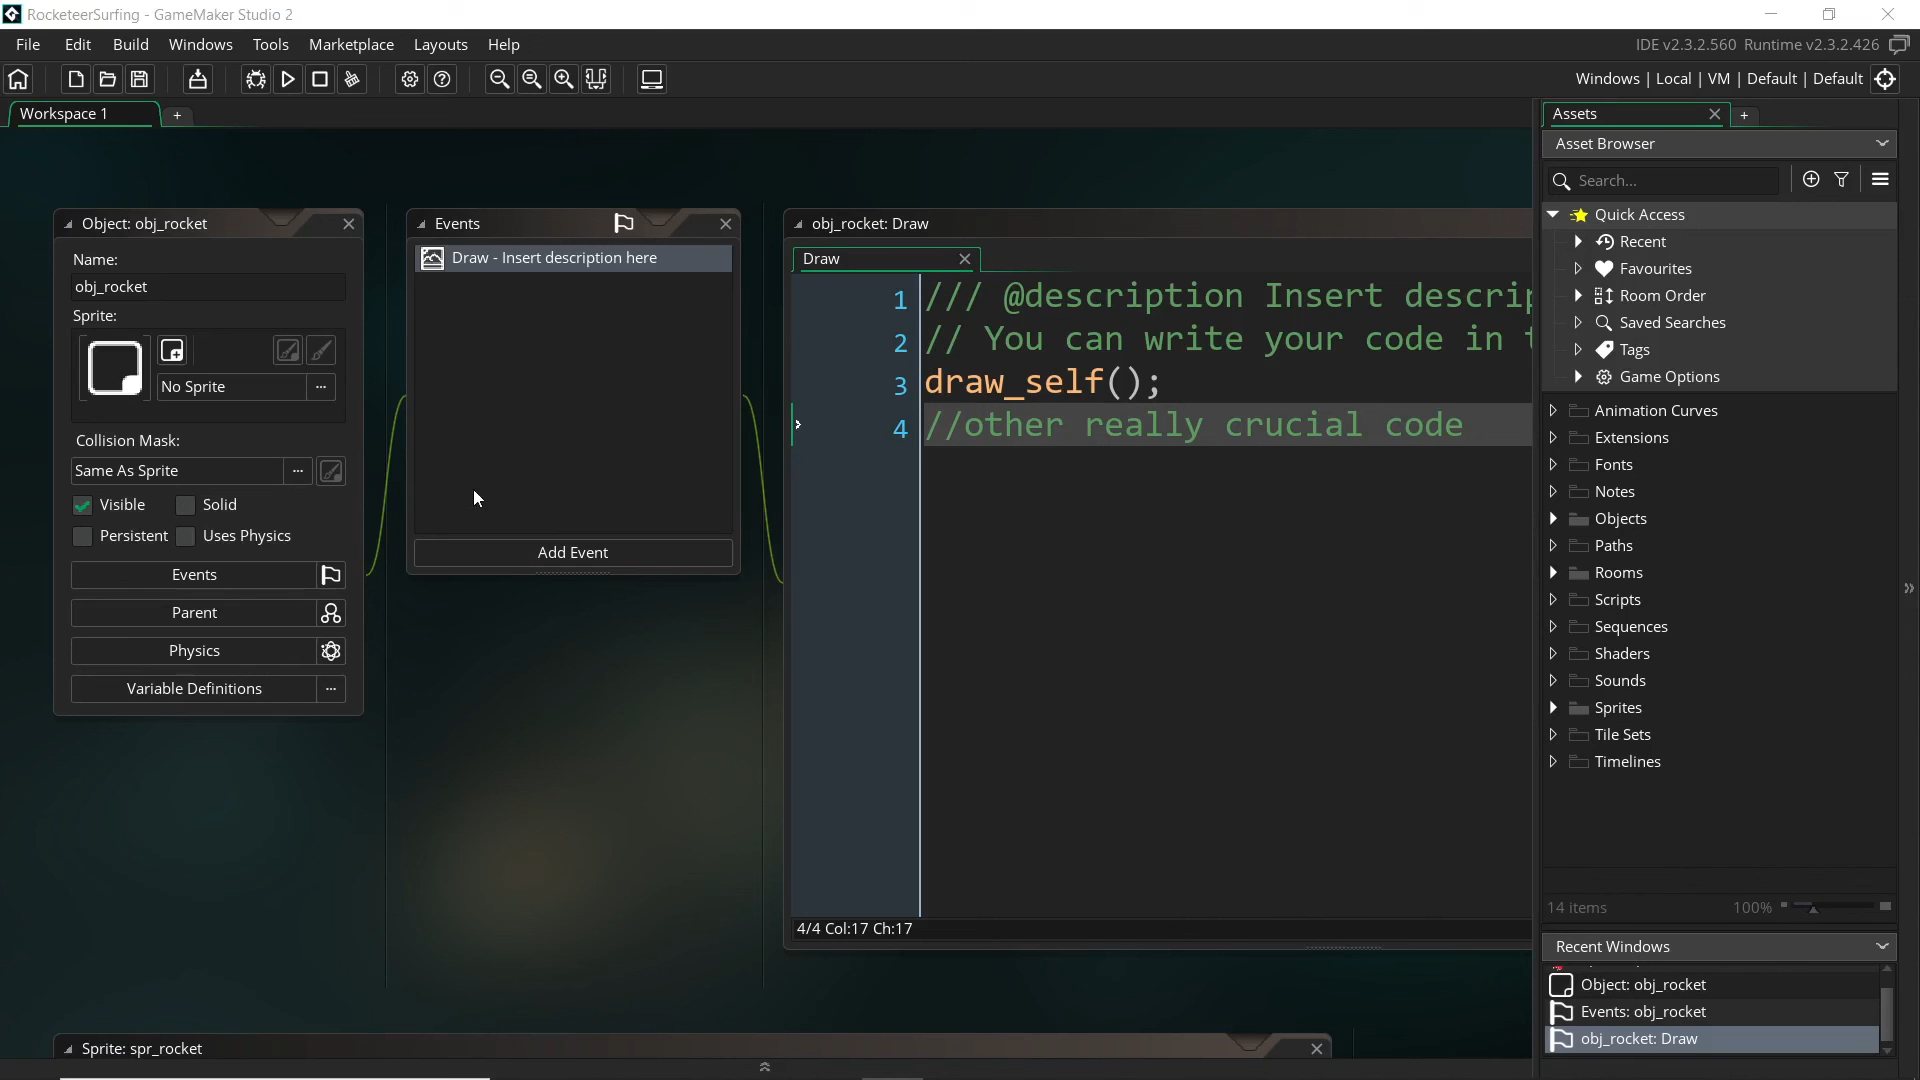 RocketeerSurfing - GameMaker Studio 2
File Edit Build Windows Tools Marketplace Layouts Help
IDE v2.3.2.560 Runtime v2.3.2.426
Windows | Local | VM | Default | Default
Workspace 1
+
Assets
+
Asset Browser
Search...
Quick Access
Recent
Favourites
Room Order
Saved Searches
Tags
Game Options
Animation Curves
Extensions
Fonts
Notes
Objects
Paths
Rooms
Scripts
Sequences
Shaders
Sounds
Sprites
Tile Sets
Timelines
14 items 100%
Recent Windows
Object: obj_rocket
Events: obj_rocket
obj_rocket: Draw
Object: obj_rocket
Name:
obj_rocket
Sprite:
No Sprite ...
Collision Mask:
Same As Sprite ...
Visible Solid
Persistent Uses Physics
Events
Parent
Physics
Variable Definitions ...
Events
Draw - Insert description here
Add Event
obj_rocket: Draw
Draw
1 /// @description Insert descrip
2 // You can write your code in t
3 draw_self();
4 //other really crucial code
4/4 Col:17 Ch:17
Sprite: spr_rocket